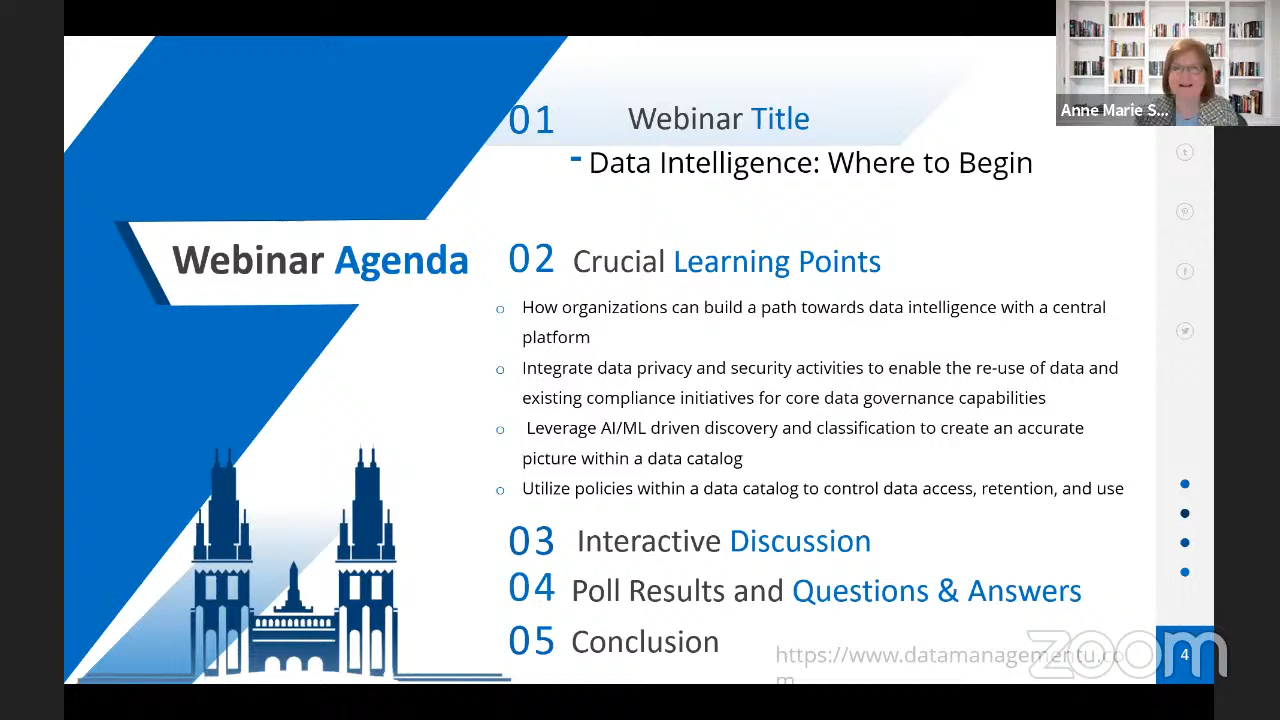 Anne Marie S...
01 Webinar Title
- Data Intelligence: Where to Begin
Webinar Agenda
02 Crucial Learning Points
o How organizations can build a path towards data intelligence with a central
platform
o Integrate data privacy and security activities to enable the re-use of data and
existing compliance initiatives for core data governance capabilities
o Leverage AI/ML driven discovery and classification to create an accurate
picture within a data catalog
o Utilize policies within a data catalog to control data access, retention, and use
03 Interactive Discussion
04 Poll Results and Questions & Answers
05 Conclusion
https://www.datamanagementu.co
m
zoom
4